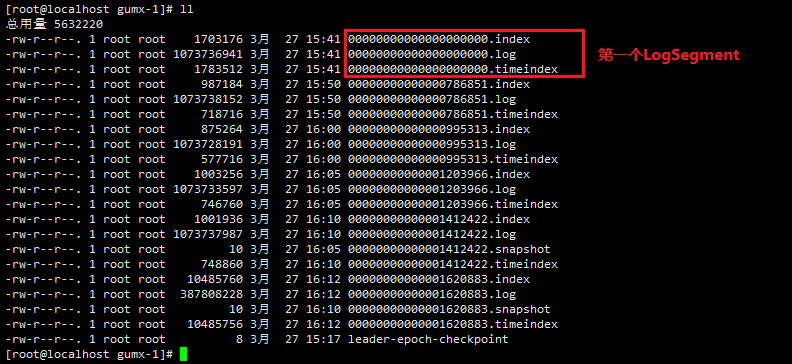 [root@localhost gumx-1]# ll
总用量 5632220
-rw-r--r--. 1 root root    1703176 3月   27 15:41 00000000000000000000.index
-rw-r--r--. 1 root root 1073736941 3月   27 15:41 00000000000000000000.log
-rw-r--r--. 1 root root    1783512 3月   27 15:41 00000000000000000000.timeindex
第一个LogSegment
-rw-r--r--. 1 root root     987184 3月   27 15:50 00000000000000786851.index
-rw-r--r--. 1 root root 1073738152 3月   27 15:50 00000000000000786851.log
-rw-r--r--. 1 root root     718716 3月   27 15:50 00000000000000786851.timeindex
-rw-r--r--. 1 root root     875264 3月   27 16:00 00000000000000995313.index
-rw-r--r--. 1 root root 1073728191 3月   27 16:00 00000000000000995313.log
-rw-r--r--. 1 root root     577716 3月   27 16:00 00000000000000995313.timeindex
-rw-r--r--. 1 root root    1003256 3月   27 16:05 00000000000001203966.index
-rw-r--r--. 1 root root 1073733597 3月   27 16:05 00000000000001203966.log
-rw-r--r--. 1 root root     746760 3月   27 16:05 00000000000001203966.timeindex
-rw-r--r--. 1 root root    1001936 3月   27 16:10 00000000000001412422.index
-rw-r--r--. 1 root root 1073737987 3月   27 16:10 00000000000001412422.log
-rw-r--r--. 1 root root         10 3月   27 16:05 00000000000001412422.snapshot
-rw-r--r--. 1 root root     748860 3月   27 16:10 00000000000001412422.timeindex
-rw-r--r--. 1 root root   10485760 3月   27 16:12 00000000000001620883.index
-rw-r--r--. 1 root root  387808228 3月   27 16:12 00000000000001620883.log
-rw-r--r--. 1 root root         10 3月   27 16:10 00000000000001620883.snapshot
-rw-r--r--. 1 root root   10485756 3月   27 16:12 00000000000001620883.timeindex
-rw-r--r--. 1 root root          8 3月   27 15:17 leader-epoch-checkpoint
[root@localhost gumx-1]#